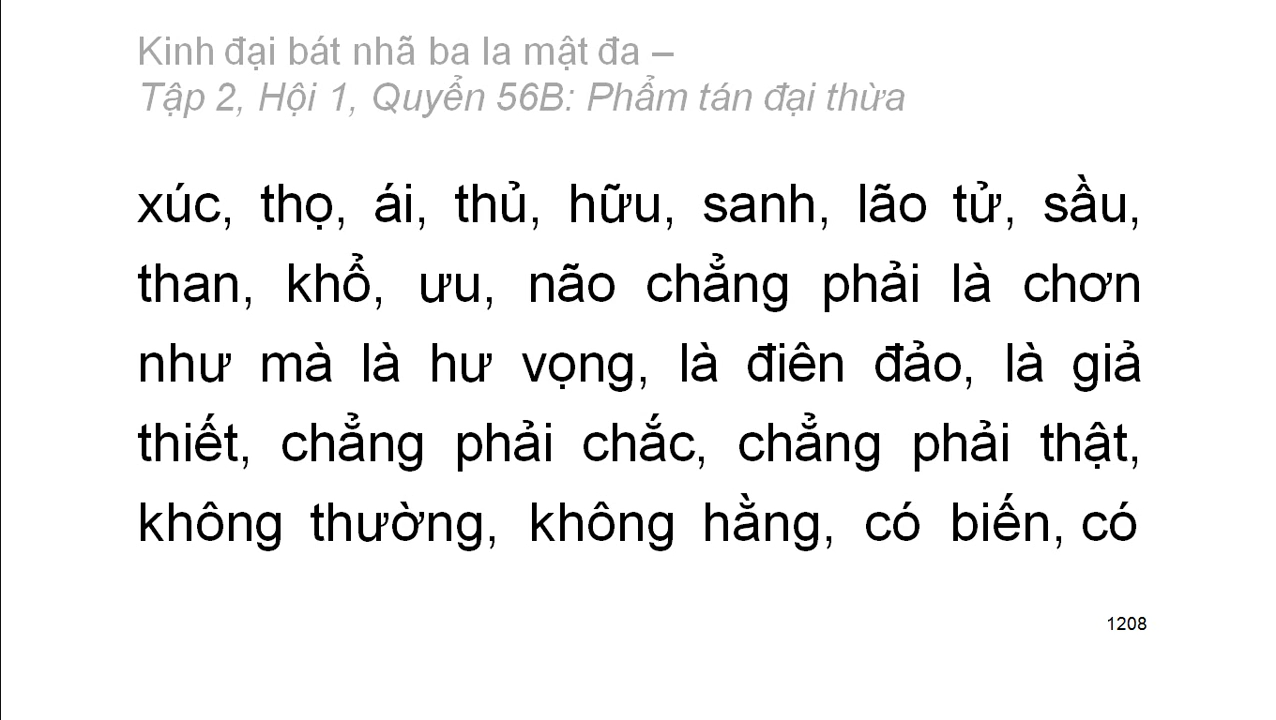 Kinh đại bát nhã ba la mật đa –
Tập 2, Hội 1, Quyển 56B: Phẩm tán đại thừa
xúc, thọ, ái, thủ, hữu, sanh, lão tử, sầu,
than, khổ, ưu, não chẳng phải là chơn
như mà là hư vọng, là điên đảo, là giả
thiết, chẳng phải chắc, chẳng phải thật,
không thường, không hằng, có biến, có
1208